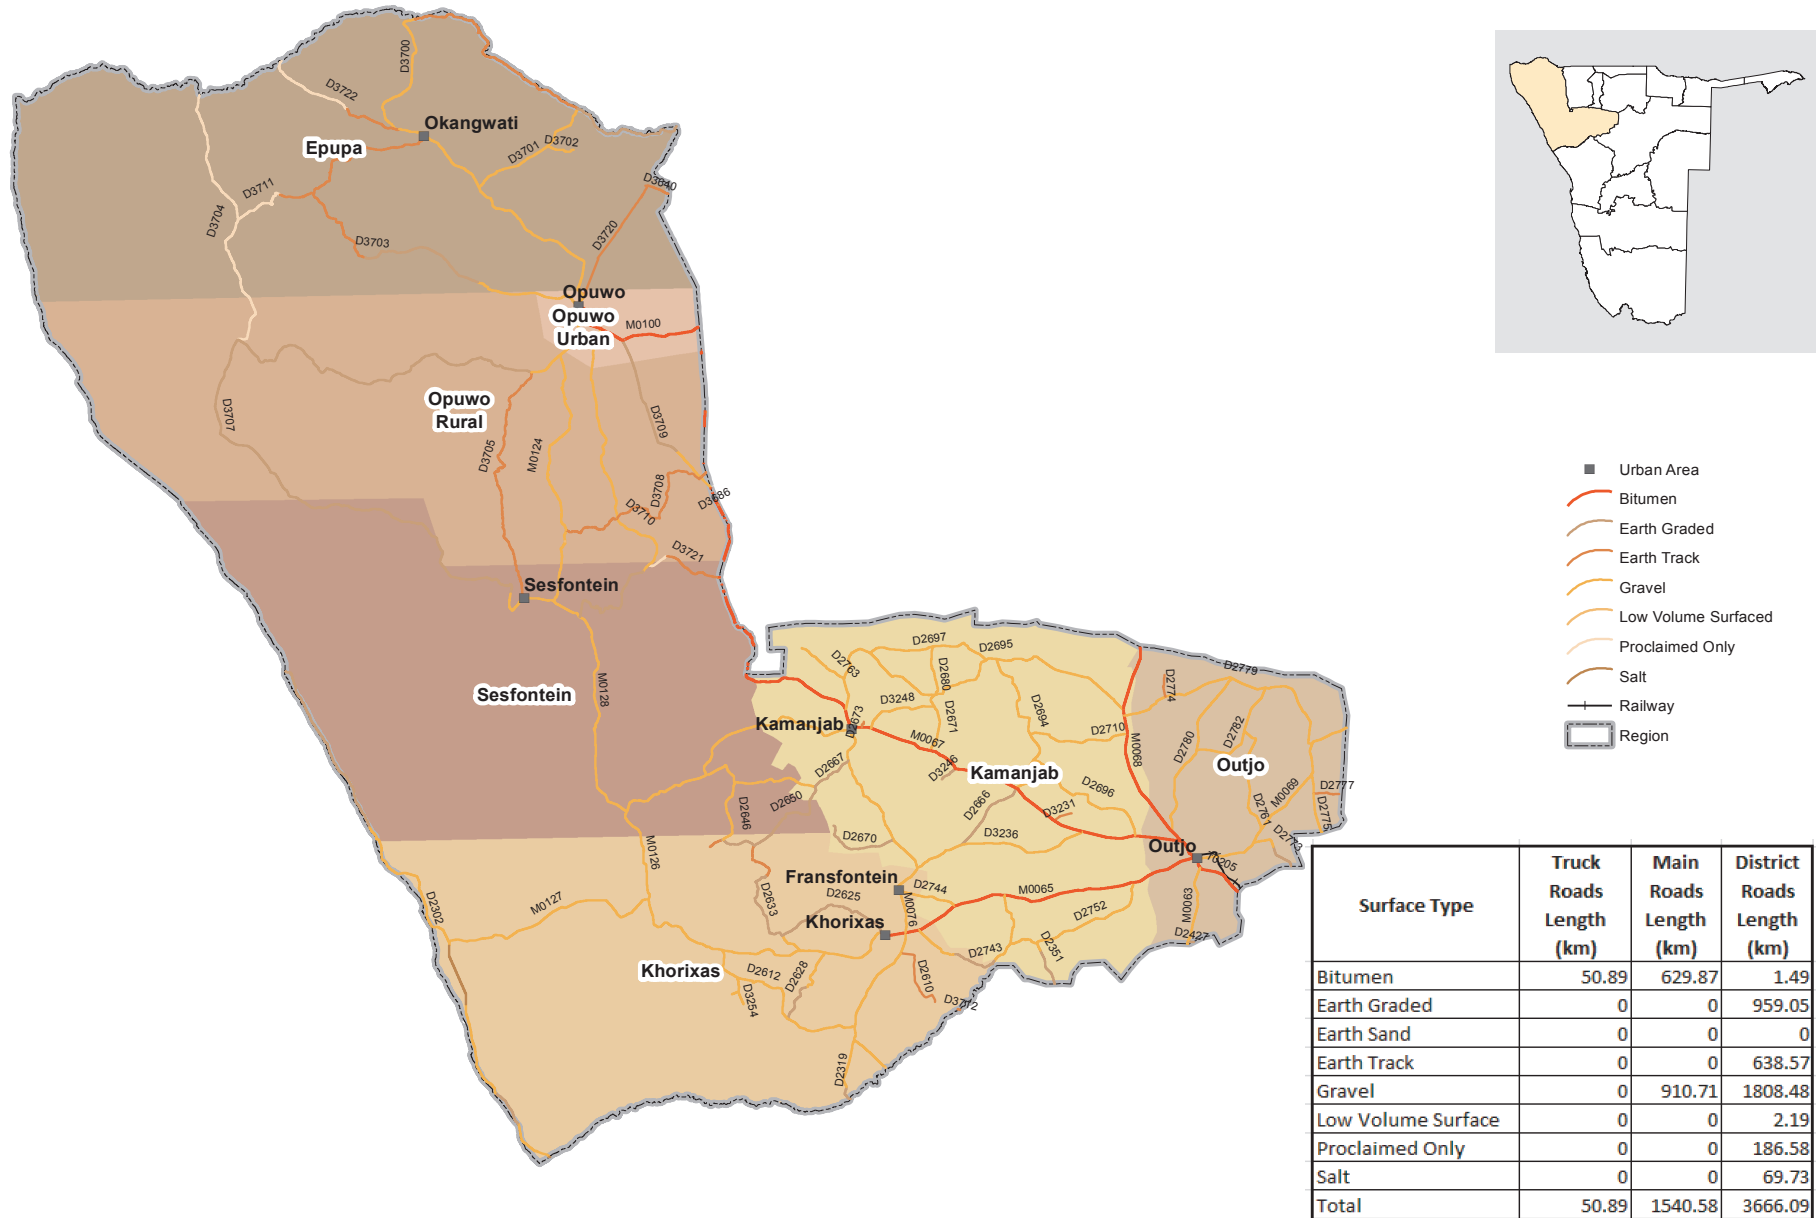 D3700
D3722
Okangwati
Epupa
D3701
D3702
D3711
D3704
D3640
D3720
D3703
Opuwo
Opuwo
Urban
M0100
Opuwo
Rural
D3707
D3709
D3705
M0124
D3708
D3710
D3686
D3721
Sesfontein
Sesfontein
M0128
D2697
D2695
D2763
D2680
D2779
D2774
D3248
D2673
D2671
D2694
D2710
M0068
Kamanjab
M0067
D2780
D2782
D2667
D3246
Kamanjab
Outjo
D2696
D2666
D3231
M0069
D2777
D2761
D2775
D2650
D2646
D2670
D3236
D2773
M0126
Outjo
T0205
Fransfontein
D2744
M0065
D2625
D2633
M0063
M0076
D2752
D2302
M0127
Khorixas
D2427
D2743
D2351
Khorixas
D2612
D2628
D3254
D2610
D3712
D2319
Urban Area
Bitumen
Earth Graded
Earth Track
Gravel
Low Volume Surfaced
Proclaimed Only
Salt
Railway
Region
Surface Type Truck Roads Length (km) Main Roads Length (km) District Roads Length (km)
Bitumen 50.89 629.87 1.49
Earth Graded 0 0 959.05
Earth Sand 0 0 0
Earth Track 0 0 638.57
Gravel 0 910.71 1808.48
Low Volume Surface 0 0 2.19
Proclaimed Only 0 0 186.58
Salt 0 0 69.73
Total 50.89 1540.58 3666.09